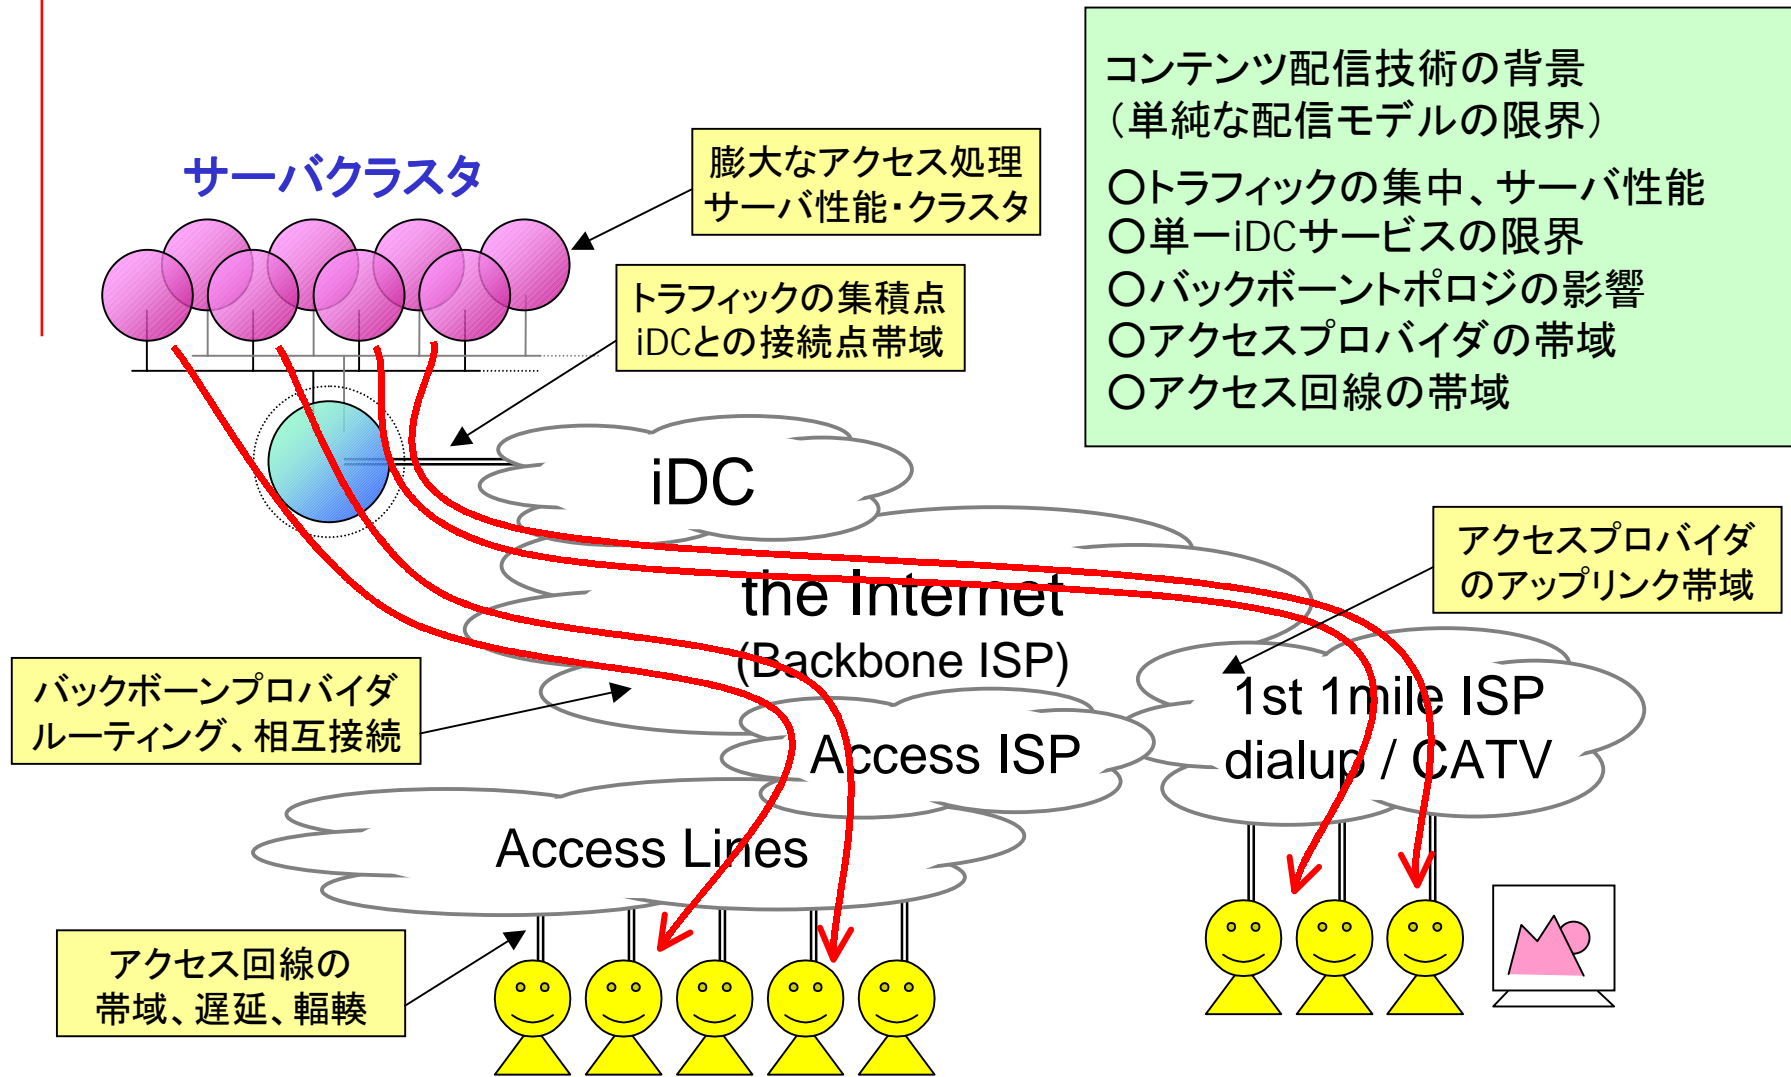 コンテンツ配信技術の背景
（単純な配信モデルの限界）
○トラフィックの集中、サーバ性能
○単一iDCサービスの限界
○バックボーントポロジの影響
○アクセスプロバイダの帯域
○アクセス回線の帯域
サーバクラスタ
膨大なアクセス処理
サーバ性能・クラスタ
トラフィックの集積点
iDCとの接続点帯域
iDC
アクセスプロバイダ
のアップリンク帯域
the Internet
(Backbone ISP)
バックボーンプロバイダ
ルーティング、相互接続
1st 1mile ISP
dialup / CATV
Access ISP
Access Lines
アクセス回線の
帯域、遅延、輻輳